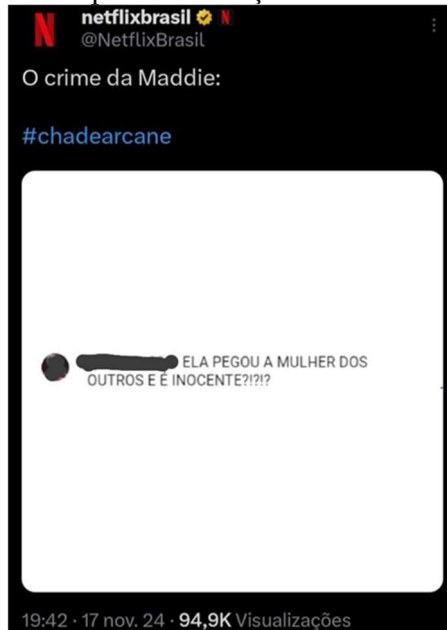 netflixbrasil
@NetflixBrasil
O crime da Maddie:
#chadearcane
ELA PEGOU A MULHER DOS
OUTROS E É INOCENTE?!?!?
19:42 · 17 nov. 24 · 94,9K Visualizações